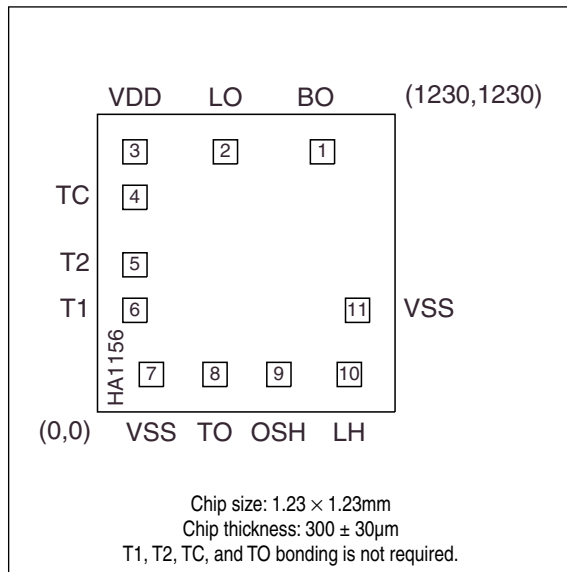 VDD LO BO (1230,1230)
3 2 1
TC 4
T2 5
T1 6 11 VSS
HA1156
7 8 9 10
(0,0) VSS TO OSH LH
Chip size: 1.23 × 1.23mm
Chip thickness: 300 ± 30µm
T1, T2, TC, and TO bonding is not required.